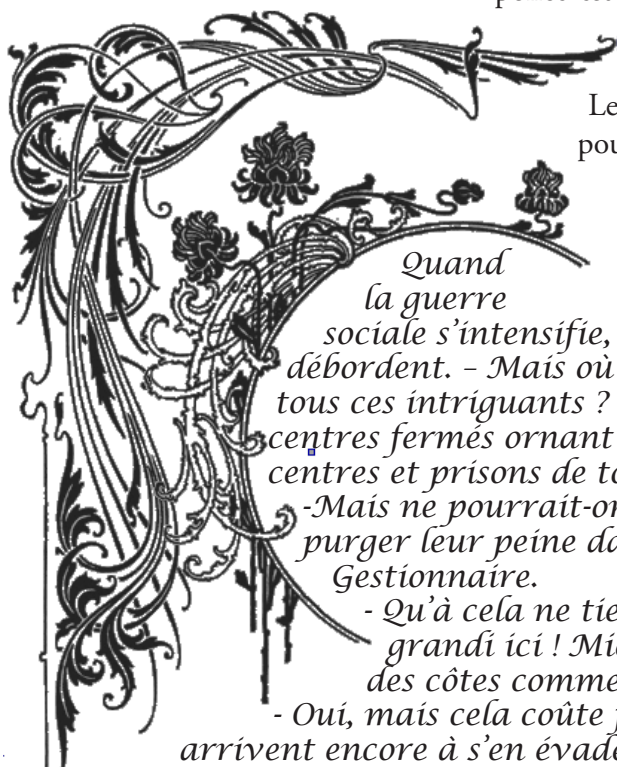 Le
pou
Quand
la guerre
sociale s’intensifie,
débordent. – Mais où
tous ces intriguants ?
centres fermés ornant
centres et prisons de to
-Mais ne pourrait-on
purger leur peine da
Gestionnaire.
- Qu’à cela ne tie
grandi ici ! Mie
des côtes comme
- Oui, mais cela coûte
arrivent encore à s’en évade